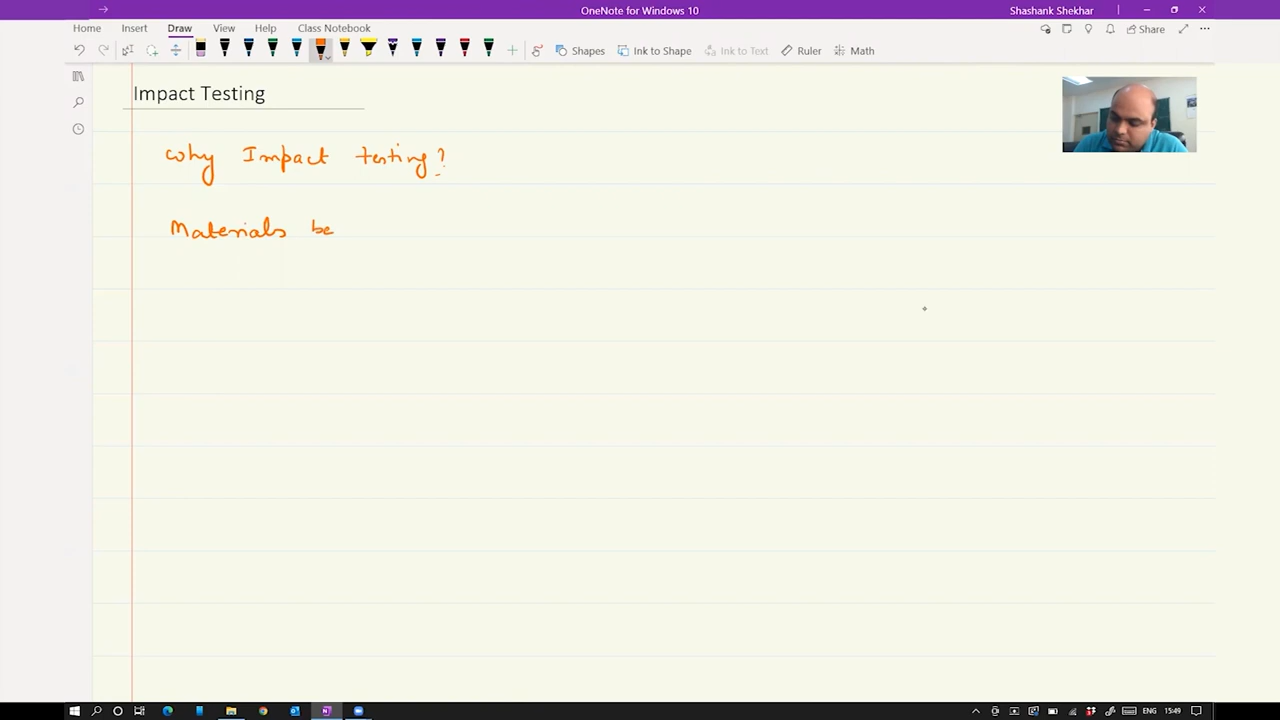 OneNote for Windows 10
Shashank Shekhar
Home Insert Draw View Help Class Notebook
Share
Shapes Ink to Shape Ink to Text Ruler Math
Impact Testing
Why Impact testing?
Materials be
ENG 15:49